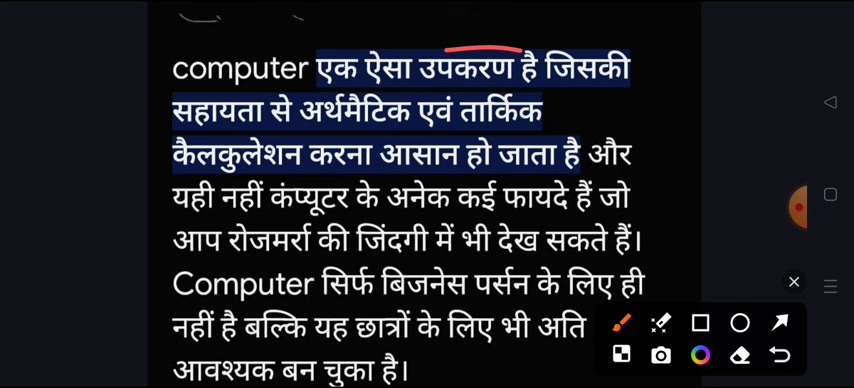 computer एक ऐसा उपकरण है जिसकी
सहायता से अर्थमैटिक एवं तार्किक
कैलकुलेशन करना आसान हो जाता है और
यही नहीं कंप्यूटर के अनेक कई फायदे हैं जो
आप रोजमर्रा की जिंदगी में भी देख सकते हैं।
Computer सिर्फ बिजनेस पर्सन के लिए ही
नहीं है बल्कि यह छात्रों के लिए भी अति
आवश्यक बन चुका है।